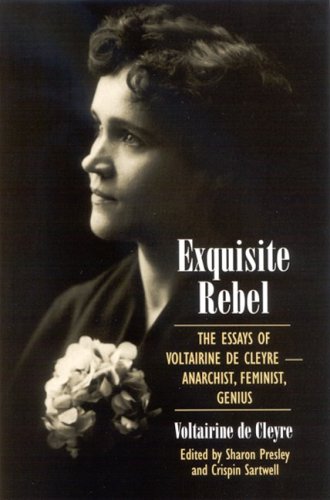 Exquisite
Rebel
THE ESSAYS OF
VOLTAIRINE DE CLEYRE —
ANARCHIST, FEMINIST,
GENIUS
Voltairine de Cleyre
Edited by Sharon Presley
and Crispin Sartwell